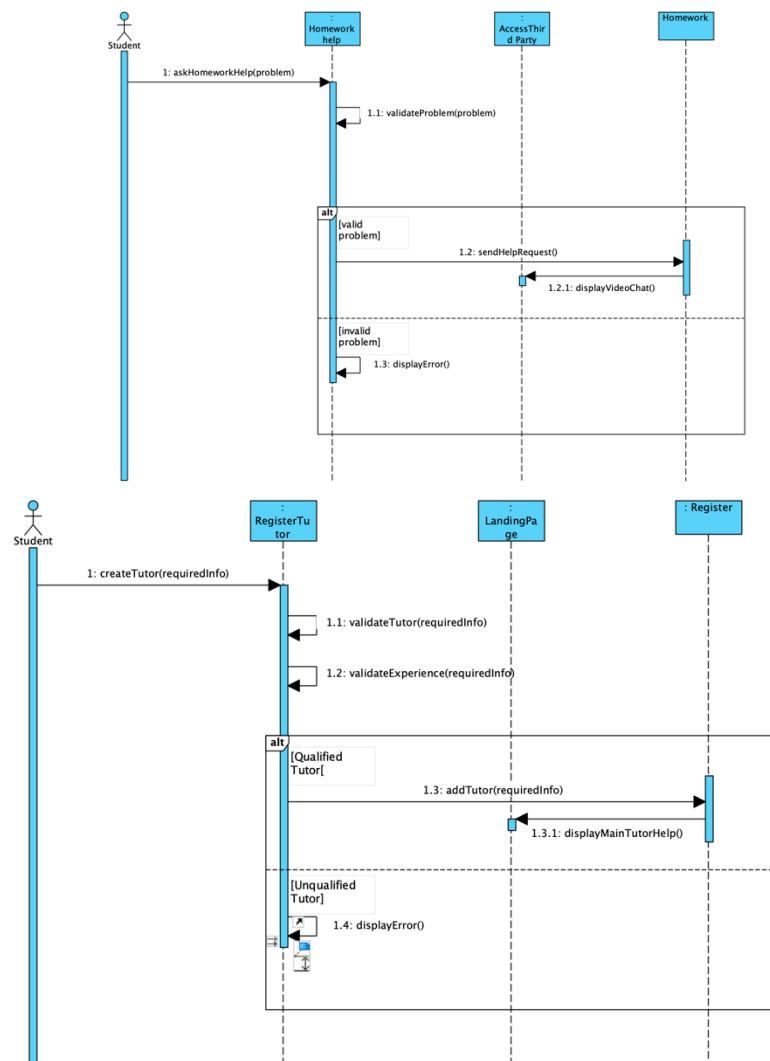 Student
:
Homework
help
:
AccessThir
d Party
Homework
1: askHomeworkHelp(problem)
1.1: validateProblem(problem)
alt
[valid
problem]
1.2: sendHelpRequest()
1.2.1: displayVideoChat()
[invalid
problem]
1.3: displayError()
Student
:
RegisterTu
tor
:
LandingPa
ge
: Register
1: createTutor(requiredInfo)
1.1: validateTutor(requiredInfo)
1.2: validateExperience(requiredInfo)
alt
[Qualified
Tutor[
1.3: addTutor(requiredInfo)
1.3.1: displayMainTutorHelp()
[Unqualified
Tutor]
1.4: displayError()